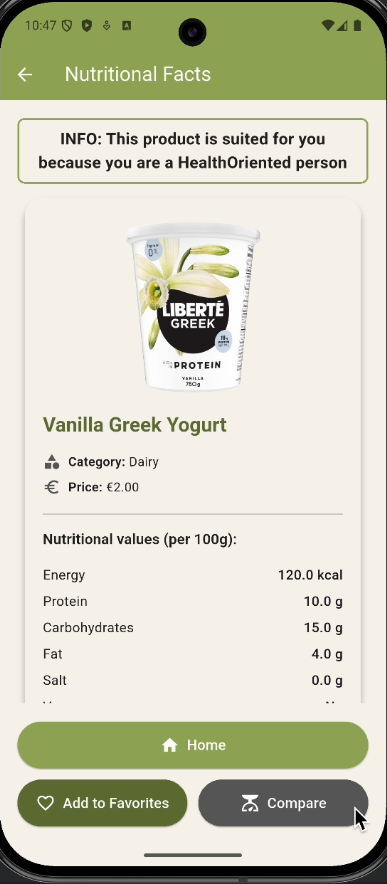 10:47
Nutritional Facts
INFO: This product is suited for you
because you are a HealthOriented person
0%
LIBERTÉ
GREEK
PROTEIN
VANILLA
750g
Vanilla Greek Yogurt
Category: Dairy
Price: €2.00
Nutritional values (per 100g):
Energy 120.0 kcal
Protein 10.0 g
Carbohydrates 15.0 g
Fat 4.0 g
Salt 0.0 g
Home
Add to Favorites
Compare